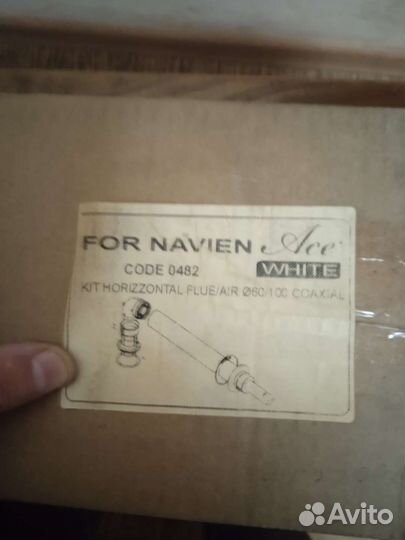 FOR NAVIEN Ace
CODE 0482 WHITE
KIT HORIZZONTAL FLUE/AIR Ø60/100 COAXIAL
Avito